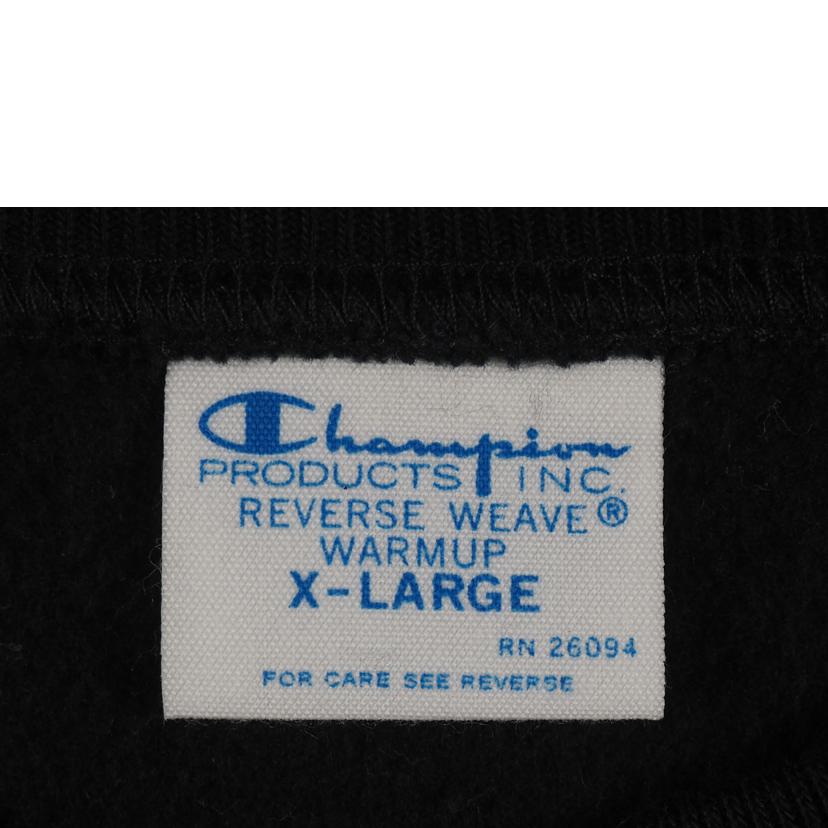 Champion
PRODUCTS INC.
REVERSE WEAVE®
WARMUP
X-LARGE
RN 26094
FOR CARE SEE REVERSE